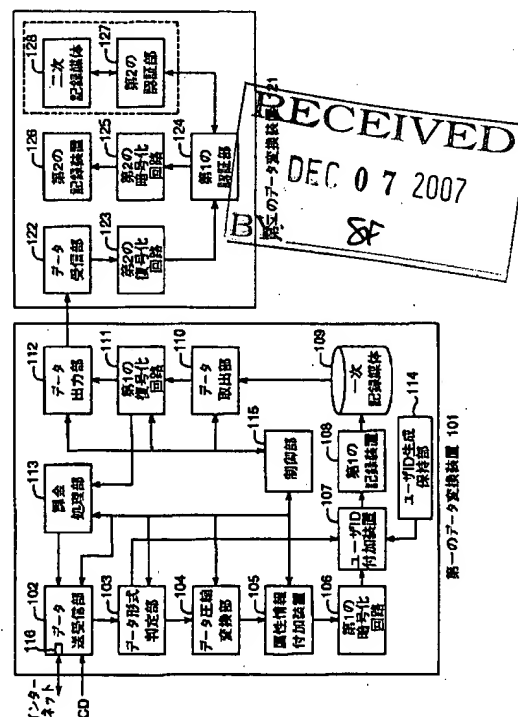 インター
ネット
CD
116
102
データ
送受信部
103
データ形式
判定部
104
データ圧縮
変換部
105
属性情報
付加装置
106
第1の
暗号化
回路
107
ユーザID
付加装置
108
第1の
記録装置
109
一次
記録媒体
110
データ
取出部
111
第1の
復号化
回路
112
データ
出力部
113
課金
処理部
114
ユーザID生成
保持部
115
制御部
第一のデータ変換装置 101
122
データ
受信部
123
第2の
復号化
回路
124
第1の
認証部
125
第2の
暗号化
回路
126
第2の
記録装置
127
第2の
認証部
128
二次
記録媒体
第二のデータ変換装置 121
RECEIVED
DEC 07 2007
BY SF